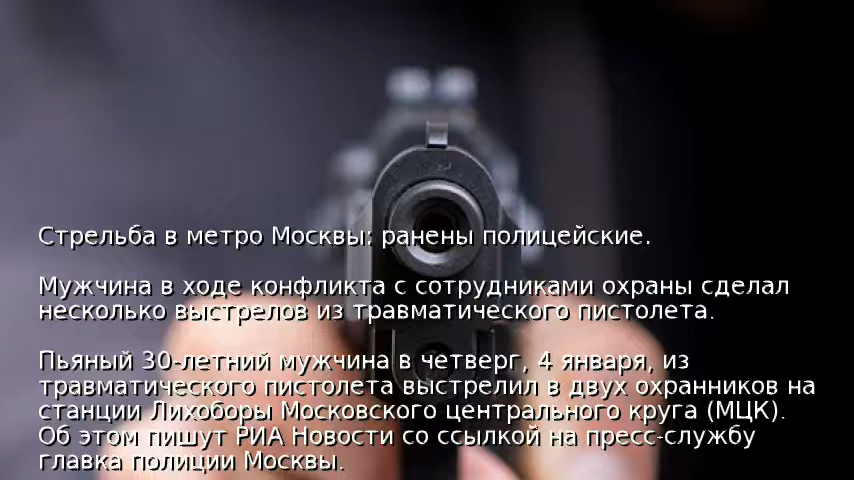 Стрельба в метро Москвы: ранены полицейские.
Мужчина в ходе конфликта с сотрудниками охраны сделал
несколько выстрелов из травматического пистолета.
Пьяный 30-летний мужчина в четверг, 4 января, из
травматического пистолета выстрелил в двух охранников на
станции Лихоборы Московского центрального круга (МЦК).
Об этом пишут РИА Новости со ссылкой на пресс-службу
главка полиции Москвы.